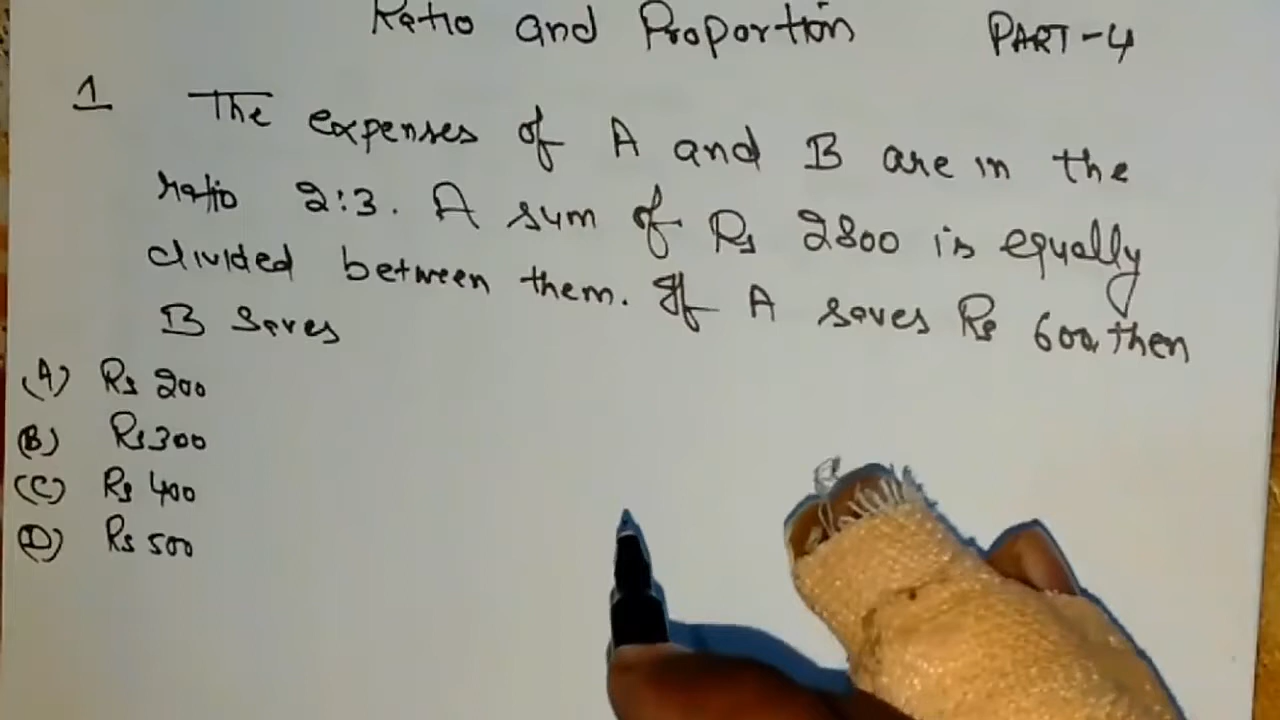 Ratio and Proportion PART-4
1 The expenses of A and B are in the
ratio 2:3. A sum of Rs 2800 is equally
divided between them. If A saves Rs 600, then
B saves
(A) Rs 200
(B) Rs 300
(C) Rs 400
(D) Rs 500